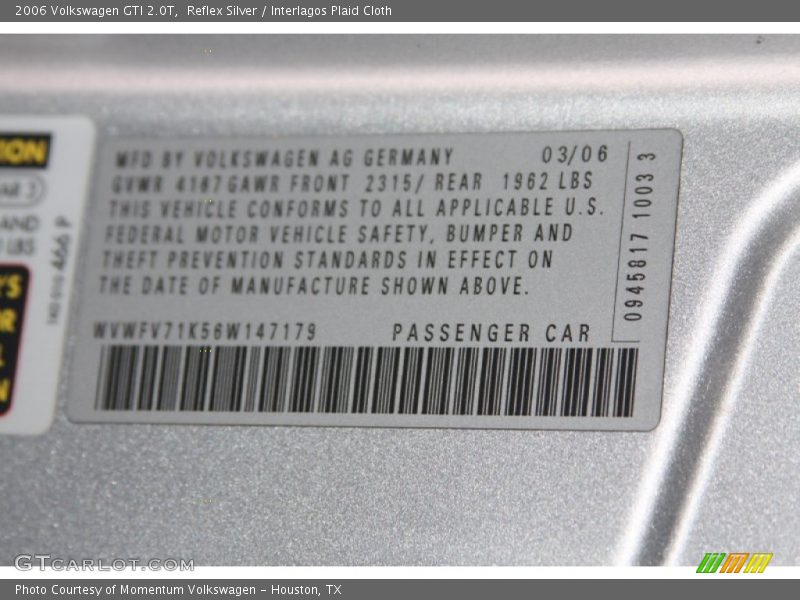 2006 Volkswagen GTI 2.0T, Reflex Silver / Interlagos Plaid Cloth
MFD BY VOLKSWAGEN AG GERMANY 03/06
GVWR 4167 GAWR FRONT 2315/ REAR 1962 LBS
THIS VEHICLE CONFORMS TO ALL APPLICABLE U.S.
FEDERAL MOTOR VEHICLE SAFETY, BUMPER AND
THEFT PREVENTION STANDARDS IN EFFECT ON
THE DATE OF MANUFACTURE SHOWN ABOVE.
WVWFV71K56W147179 PASSENGER CAR
0945817 1003 3
AND
LBS
466 P
GTCARLOT.COM
Photo Courtesy of Momentum Volkswagen - Houston, TX